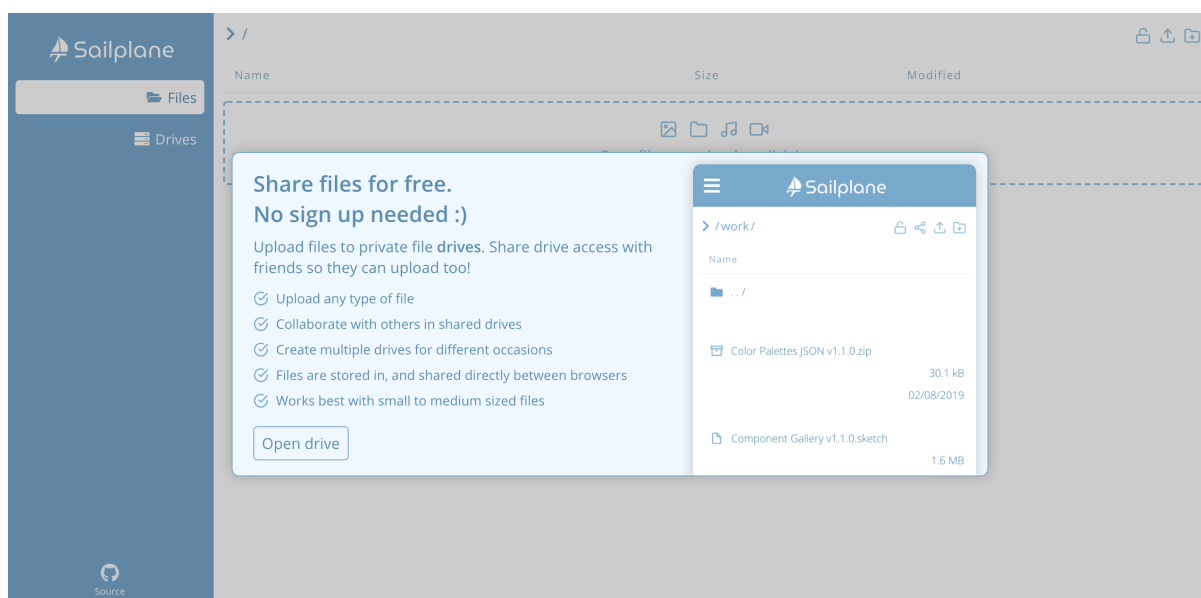 Sailplane
Files
Drives
Source
/
Name Size Modified
Share files for free.
No sign up needed :)
Upload files to private file drives. Share drive access with
friends so they can upload too!
Upload any type of file
Collaborate with others in shared drives
Create multiple drives for different occasions
Files are stored in, and shared directly between browsers
Works best with small to medium sized files
Open drive
Sailplane
/work/
Name
../
Color Palettes JSON v1.1.0.zip
30.1 kB
02/08/2019
Component Gallery v1.1.0.sketch
1.6 MB